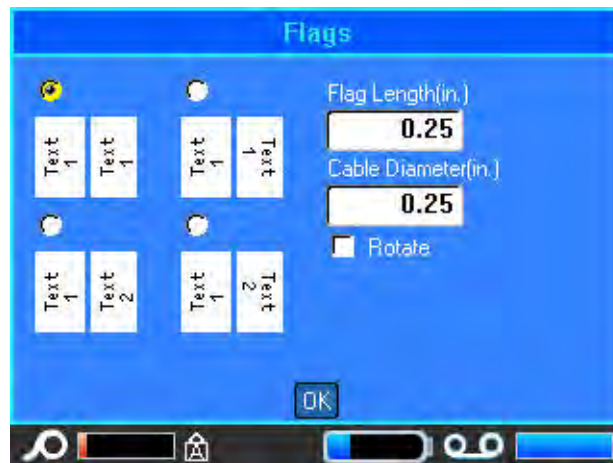 Flags
Flag Length(in.)
0.25
Cable Diameter(in.)
0.25
Rotate
Text
1
Text
1
Text
1
Text
1
Text
1
Text
2
Text
1
Text
2
OK
A